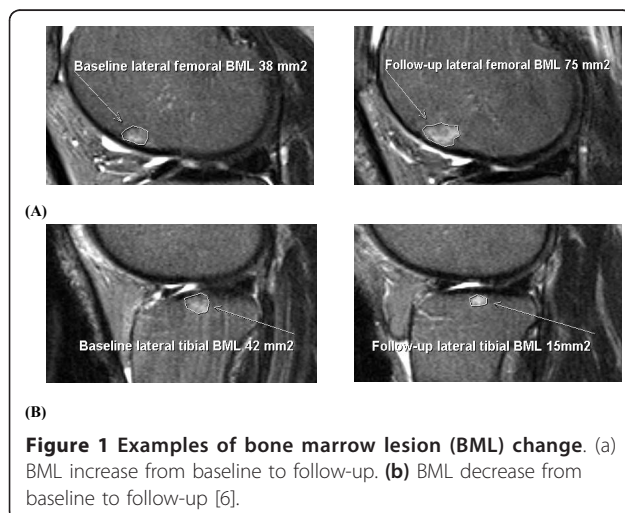 Baseline lateral femoral BML 38 mm2
Follow-up lateral femoral BML 75 mm2
(A)
Baseline lateral tibial BML 42 mm2
Follow-up lateral tibial BML 15mm2
(B)
Figure 1 Examples of bone marrow lesion (BML) change. (a)
BML increase from baseline to follow-up. (b) BML decrease from
baseline to follow-up [6].